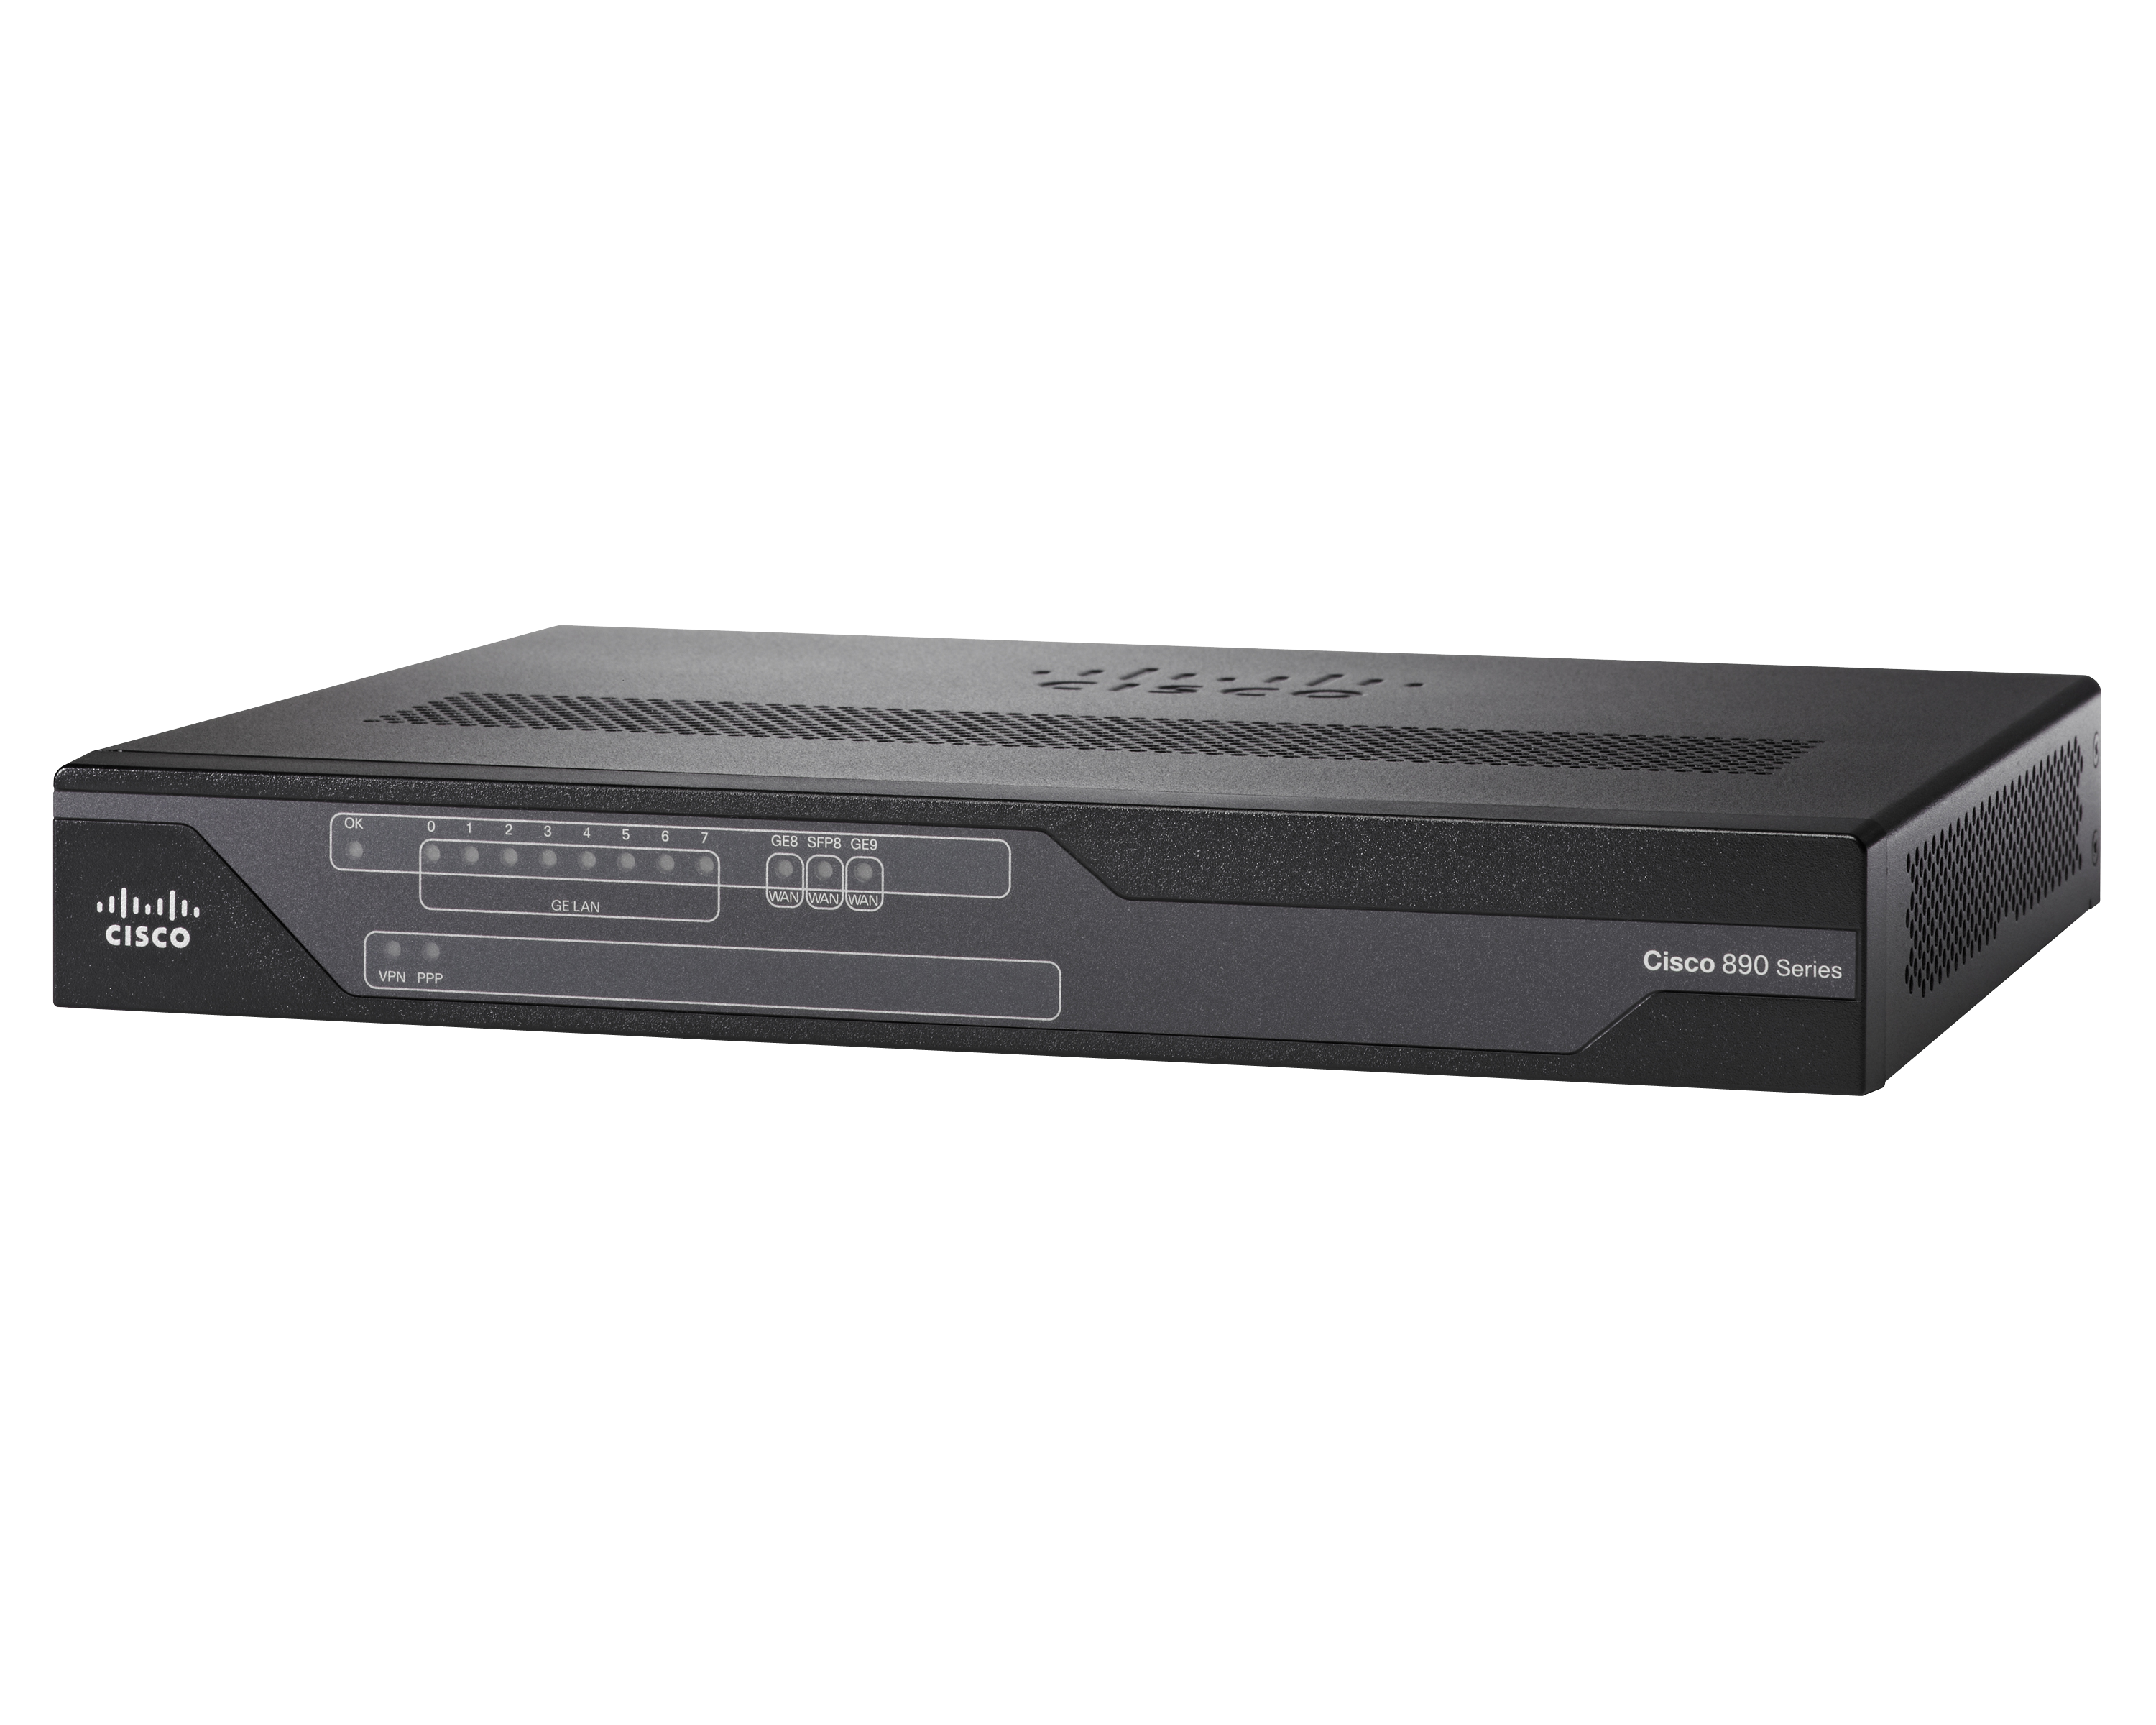 CISCO
OK 0 1 2 3 4 5 6 7 GE8 SFP8 GE9
WAN WAN WAN
GE LAN
CISCO
VPN PPP
Cisco 890 Series